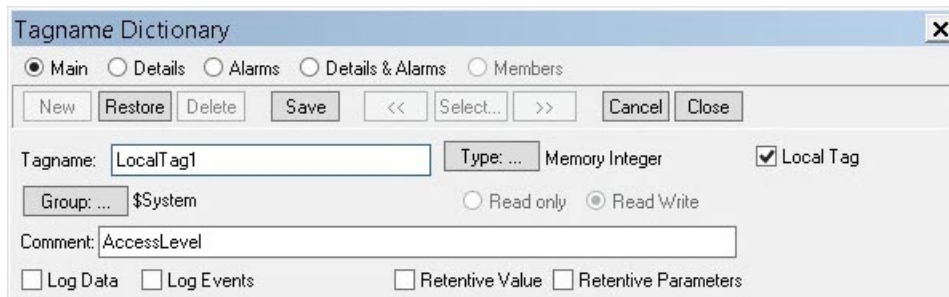 Tagname Dictionary X
Main Details Alarms Details & Alarms Members
New Restore Delete Save << Select... >> Cancel Close
Tagname: LocalTag1 Type: ... Memory Integer Local Tag
Group: ... $System Read only Read Write
Comment: AccessLevel
Log Data Log Events Retentive Value Retentive Parameters